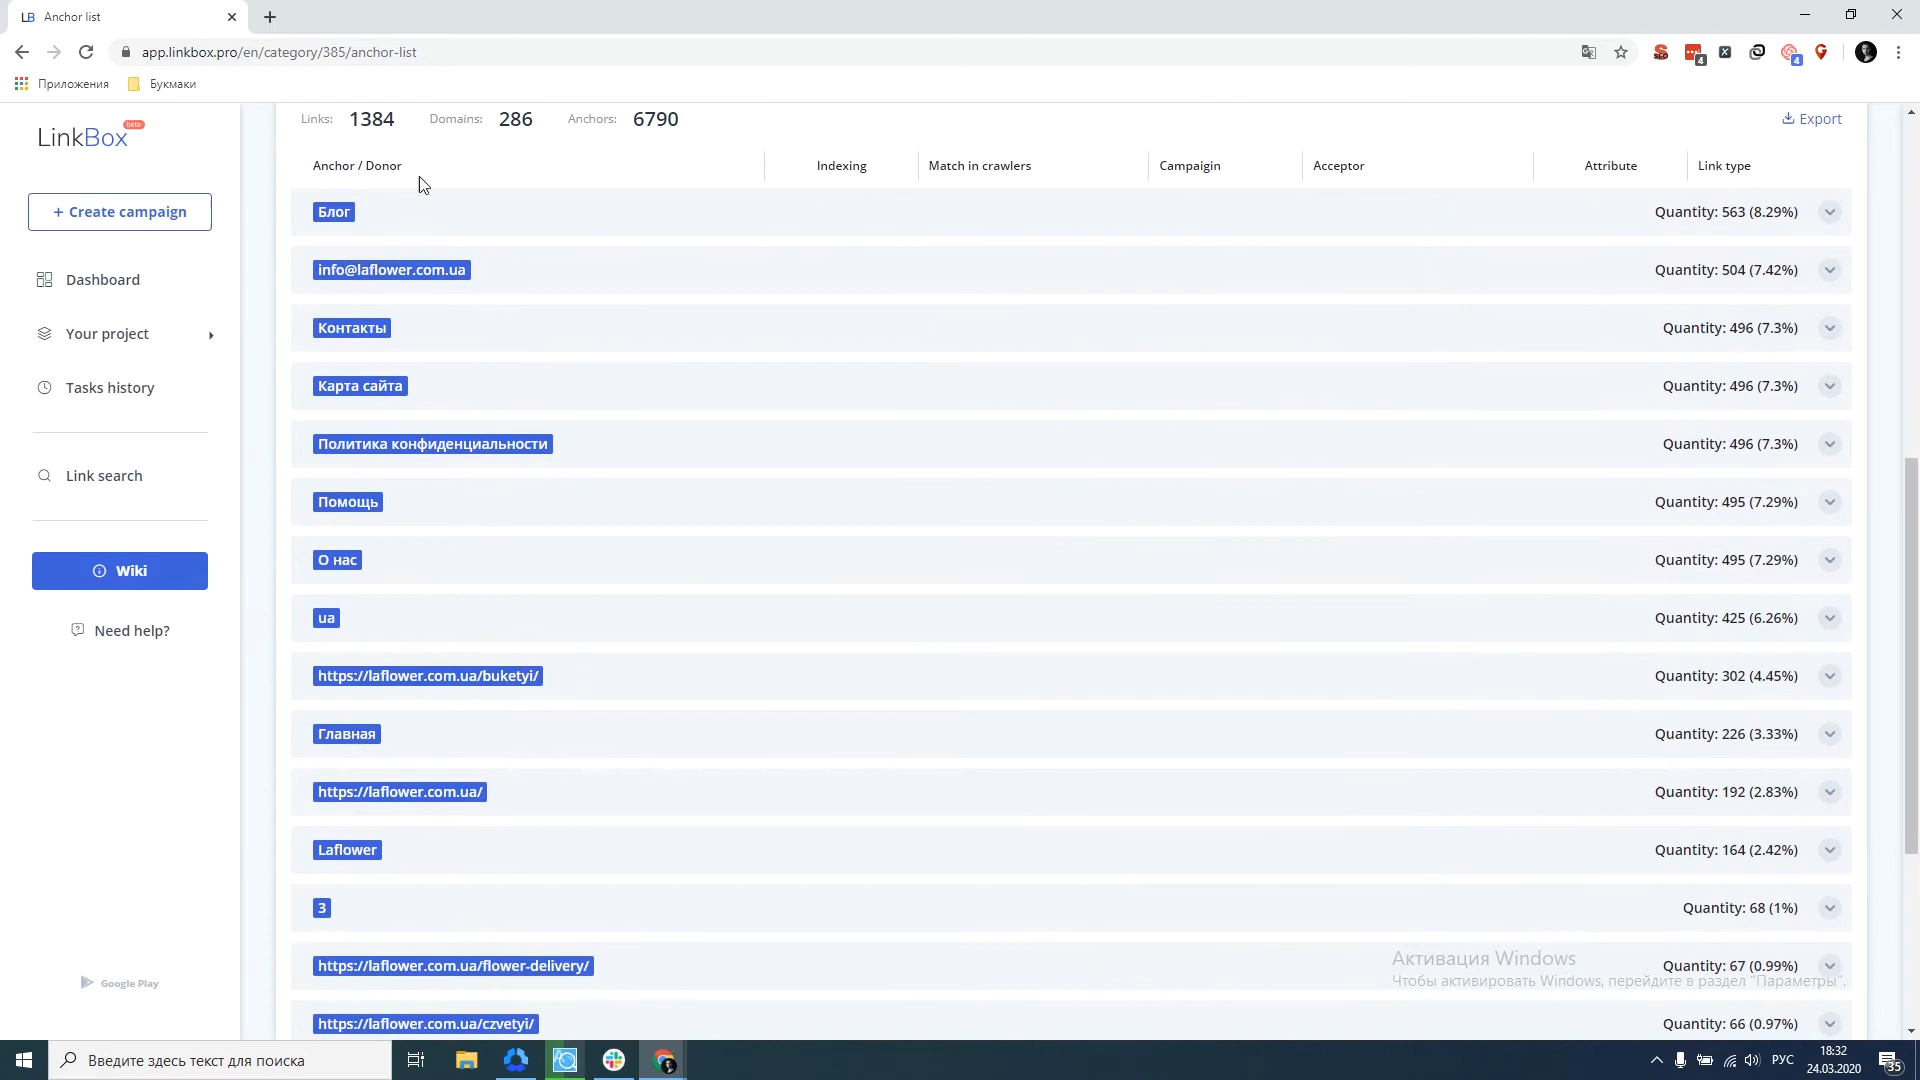 LB Anchor list
app.linkbox.pro/en/category/385/anchor-list
Приложения Букмаки
LinkBox beta
+ Create campaign
Dashboard
Your project
Tasks history
Link search
Wiki
Need help?
Google Play
Links: 1384 Domains: 286 Anchors: 6790 Export
Anchor / Donor Indexing Match in crawlers Campaigin Acceptor Attribute Link type
Блог Quantity: 563 (8.29%)
info@laflower.com.ua Quantity: 504 (7.42%)
Контакты Quantity: 496 (7.3%)
Карта сайта Quantity: 496 (7.3%)
Политика конфиденциальности Quantity: 496 (7.3%)
Помощь Quantity: 495 (7.29%)
О нас Quantity: 495 (7.29%)
ua Quantity: 425 (6.26%)
https://laflower.com.ua/buketyi/ Quantity: 302 (4.45%)
Главная Quantity: 226 (3.33%)
https://laflower.com.ua/ Quantity: 192 (2.83%)
Laflower Quantity: 164 (2.42%)
3 Quantity: 68 (1%)
https://laflower.com.ua/flower-delivery/ Quantity: 67 (0.99%)
https://laflower.com.ua/czvetyi/ Quantity: 66 (0.97%)
Активация Windows
Чтобы активировать Windows, перейдите в раздел "Параметры".
Введите здесь текст для поиска
РУС
18:32
24.03.2020
35